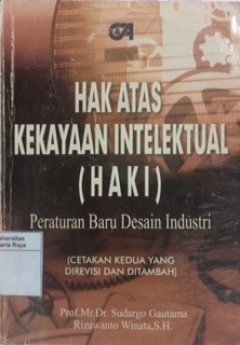 HAK ATAS
KEKAYAAN INTELEKTUAL
(HAKI)
Peraturan Baru Desain Industri
(CETAKAN KEDUA YANG
DIREVISI DAN DITAMBAH)
Universitas
Prof.Mr.Dr. Sudargo Gautama
Rizawanto Winata,S.H.